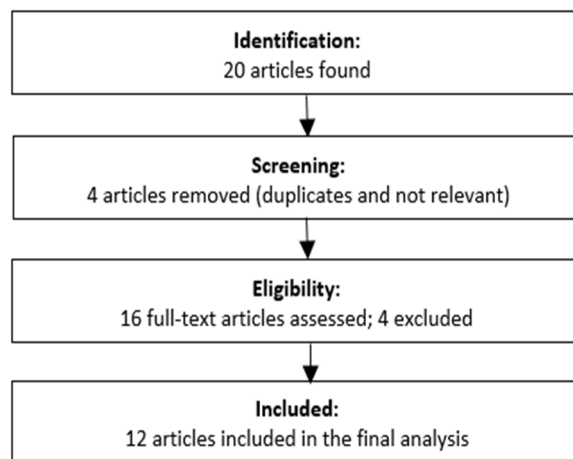 Identification:
20 articles found
Screening:
4 articles removed (duplicates and not relevant)
Eligibility:
16 full-text articles assessed; 4 excluded
Included:
12 articles included in the final analysis